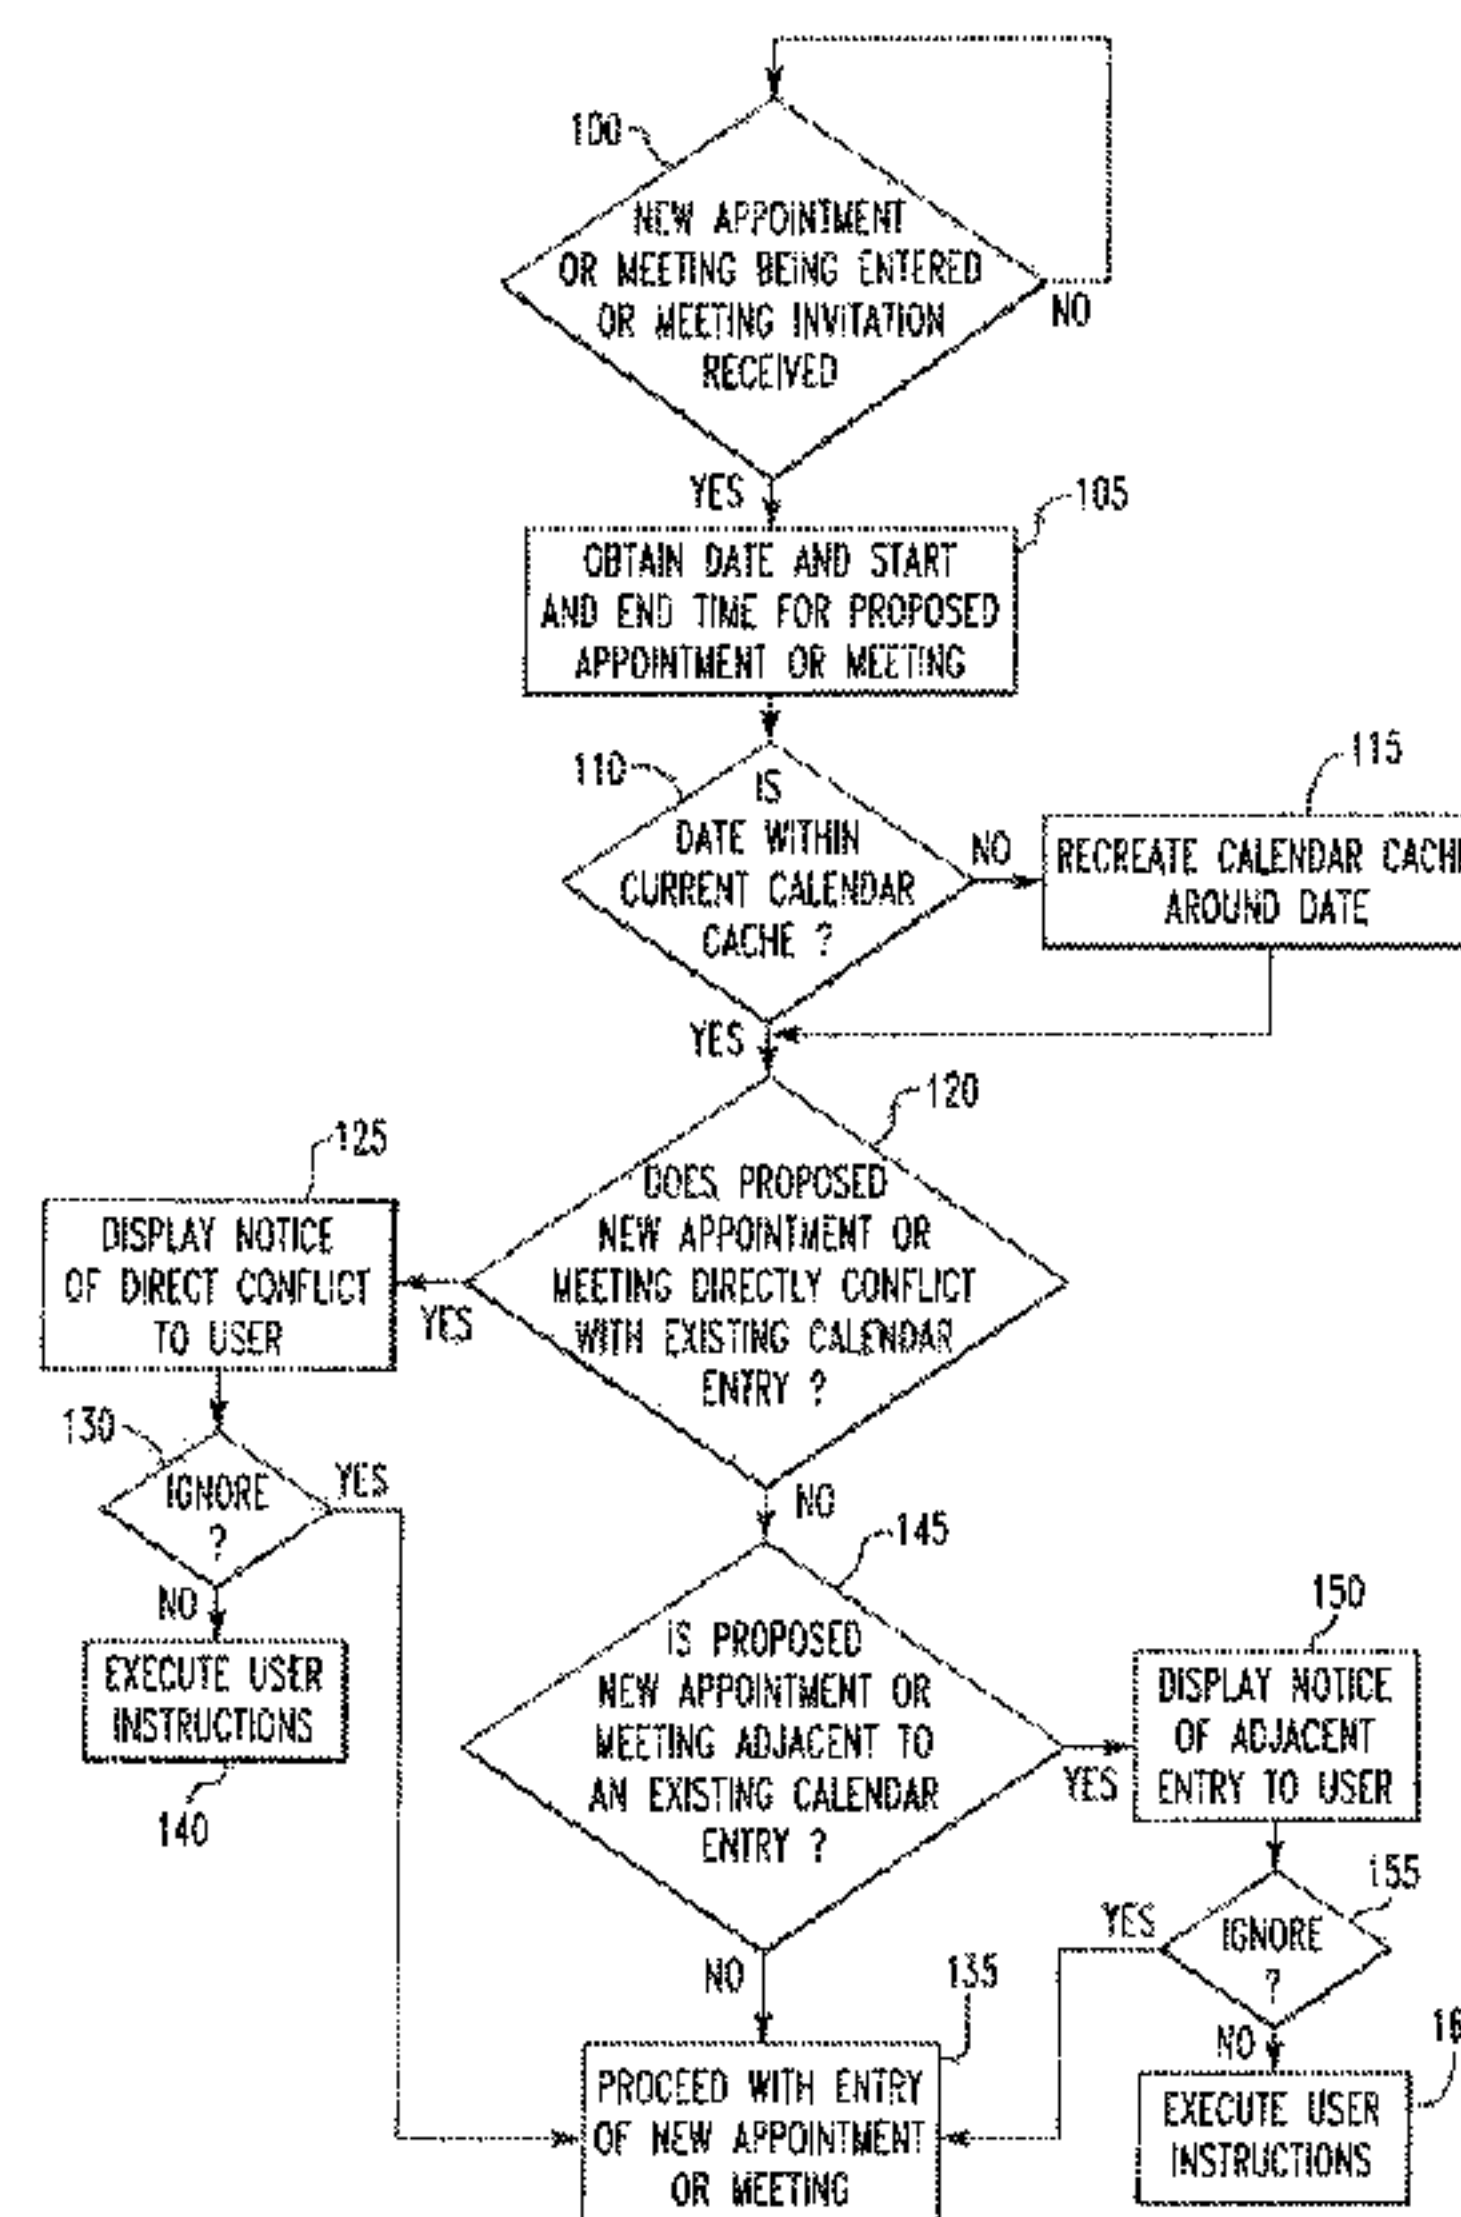 100
NEW APPOINTMENT
OR MEETING BEING ENTERED
OR MEETING INVITATION
RECEIVED
NO
YES
105
OBTAIN DATE AND START
AND END TIME FOR PROPOSED
APPOINTMENT OR MEETING
110
IS
DATE WITHIN
CURRENT CALENDAR
CACHE ?
NO
115
RECREATE CALENDAR CACHE
AROUND DATE
YES
120
DOES PROPOSED
NEW APPOINTMENT OR
MEETING DIRECTLY CONFLICT
WITH EXISTING CALENDAR
ENTRY ?
YES
125
DISPLAY NOTICE
OF DIRECT CONFLICT
TO USER
130
IGNORE
?
YES
NO
EXECUTE USER
INSTRUCTIONS
140
NO
145
IS PROPOSED
NEW APPOINTMENT OR
MEETING ADJACENT TO
AN EXISTING CALENDAR
ENTRY ?
YES
150
DISPLAY NOTICE
OF ADJACENT
ENTRY TO USER
155
IGNORE
?
YES
NO
16
EXECUTE USER
INSTRUCTIONS
NO
135
PROCEED WITH ENTRY
OF NEW APPOINTMENT
OR MEETING